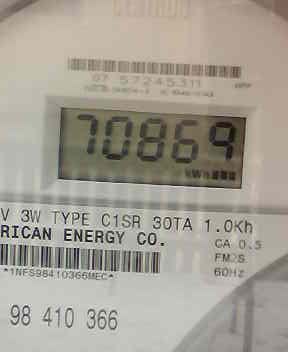 CENTRON
07 57245311
70869
kWh
V 3W TYPE C1SR 30TA 1.0Kh
RICAN ENERGY CO.
CA 0.5
*1NFS98410366MEC*
FM2S
60Hz
98 410 366